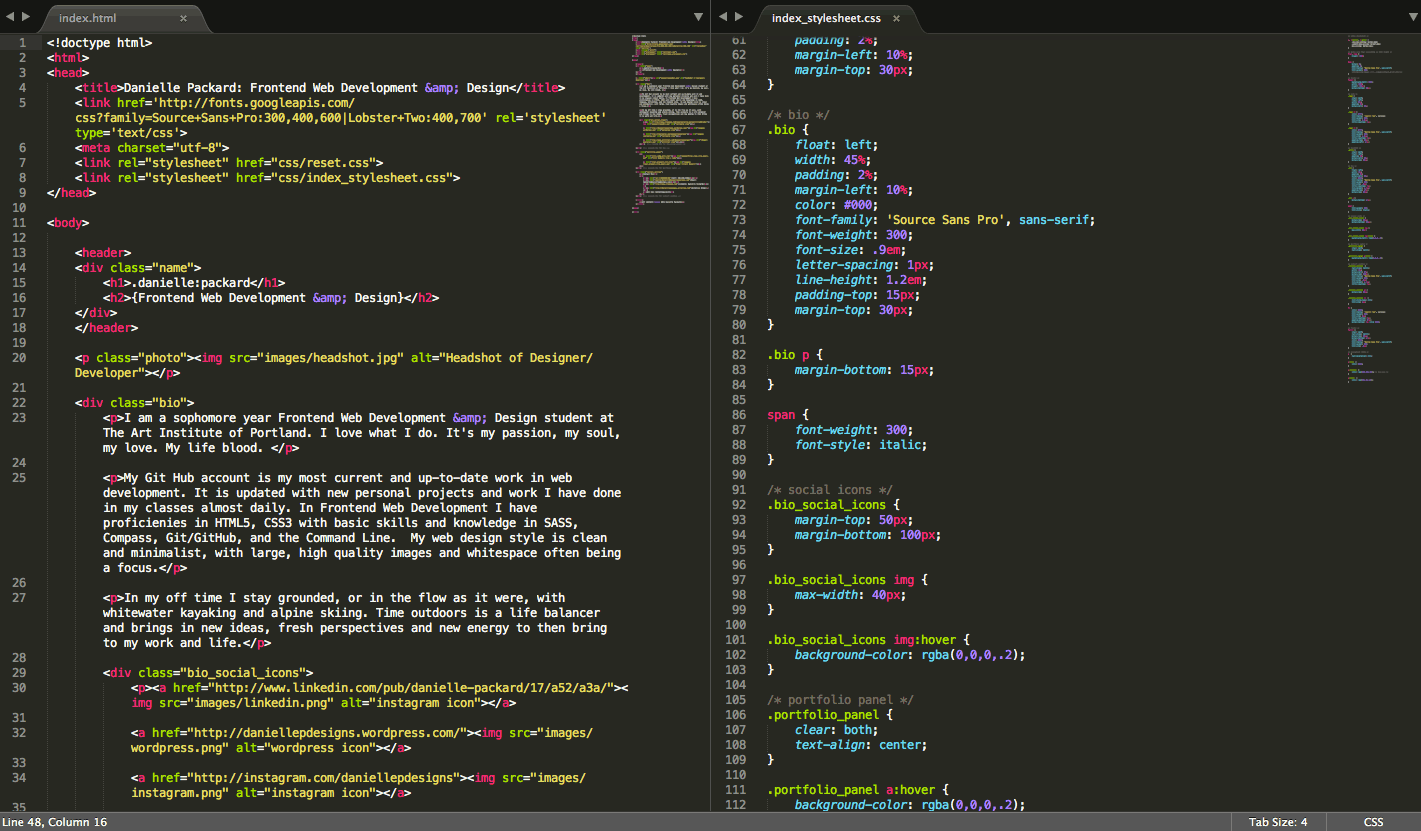 index.html ×
1 <!doctype html>
2 <html>
3 <head>
4 <title>Danielle Packard: Frontend Web Development &amp; Design</title>
5 <link href='http://fonts.googleapis.com/
css?family=Source+Sans+Pro:300,400,600|Lobster+Two:400,700' rel='stylesheet'
type='text/css'>
6 <meta charset="utf-8">
7 <link rel="stylesheet" href="css/reset.css">
8 <link rel="stylesheet" href="css/index_stylesheet.css">
9 </head>
10
11 <body>
12
13 <header>
14 <div class="name">
15 <h1>.danielle:packard</h1>
16 <h2>{Frontend Web Development &amp; Design}</h2>
17 </div>
18 </header>
19
20 <p class="photo"><img src="images/headshot.jpg" alt="Headshot of Designer/
Developer"></p>
21
22 <div class="bio">
23 <p>I am a sophomore year Frontend Web Development &amp; Design student at
The Art Institute of Portland. I love what I do. It's my passion, my soul,
my love. My life blood. </p>
24
25 <p>My Git Hub account is my most current and up-to-date work in web
development. It is updated with new personal projects and work I have done
in my classes almost daily. In Frontend Web Development I have
proficienies in HTML5, CSS3 with basic skills and knowledge in SASS,
Compass, Git/GitHub, and the Command Line.  My web design style is clean
and minimalist, with large, high quality images and whitespace often being
a focus.</p>
26
27 <p>In my off time I stay grounded, or in the flow as it were, with
whitewater kayaking and alpine skiing. Time outdoors is a life balancer
and brings in new ideas, fresh perspectives and new energy to then bring
to my work and life.</p>
28
29 <div class="bio_social_icons">
30 <p><a href="http://www.linkedin.com/pub/danielle-packard/17/a52/a3a/"><
img src="images/linkedin.png" alt="instagram icon"></a>
31
32 <a href="http://daniellepdesigns.wordpress.com/"><img src="images/
wordpress.png" alt="wordpress icon"></a>
33
34 <a href="http://instagram.com/daniellepdesigns"><img src="images/
instagram.png" alt="instagram icon"></a>
35
index_stylesheet.css ×
61 padding: 2%;
62 margin-left: 10%;
63 margin-top: 30px;
64 }
65
66 /* bio */
67 .bio {
68 float: left;
69 width: 45%;
70 padding: 2%;
71 margin-left: 10%;
72 color: #000;
73 font-family: 'Source Sans Pro', sans-serif;
74 font-weight: 300;
75 font-size: .9em;
76 letter-spacing: 1px;
77 line-height: 1.2em;
78 padding-top: 15px;
79 margin-top: 30px;
80 }
81
82 .bio p {
83 margin-bottom: 15px;
84 }
85
86 span {
87 font-weight: 300;
88 font-style: italic;
89 }
90
91 /* social icons */
92 .bio_social_icons {
93 margin-top: 50px;
94 margin-bottom: 100px;
95 }
96
97 .bio_social_icons img {
98 max-width: 40px;
99 }
100
101 .bio_social_icons img:hover {
102 background-color: rgba(0,0,0,.2);
103 }
104
105 /* portfolio panel */
106 .portfolio_panel {
107 clear: both;
108 text-align: center;
109 }
110
111 .portfolio_panel a:hover {
112 background-color: rgba(0,0,0,.2);
Line 48, Column 16
Tab Size: 4
CSS